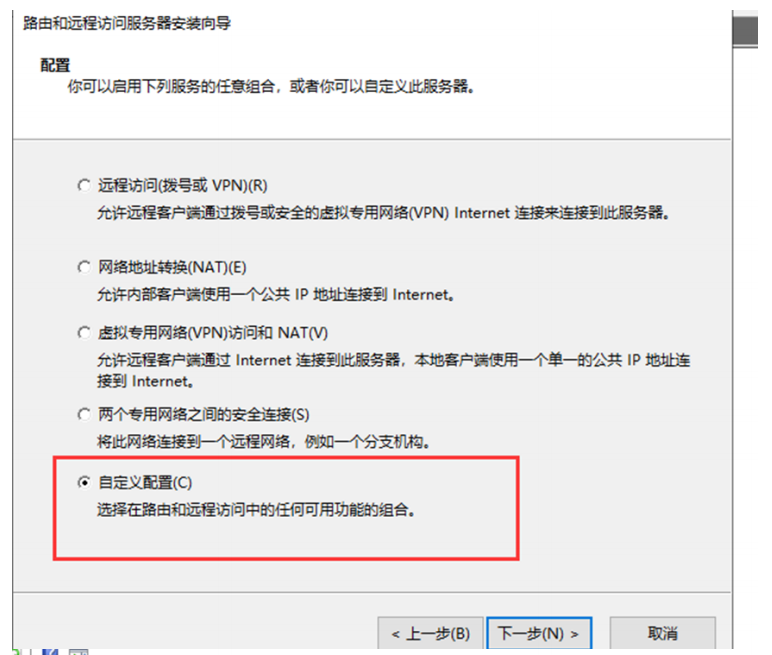 路由和远程访问服务器安装向导
配置
你可以启用下列服务的任意组合，或者你可以自定义此服务器。
远程访问(拨号或 VPN)(R)
允许远程客户端通过拨号或安全的虚拟专用网络(VPN) Internet 连接来连接到此服务器。
网络地址转换(NAT)(E)
允许内部客户端使用一个公共 IP 地址连接到 Internet。
虚拟专用网络(VPN)访问和 NAT(V)
允许远程客户端通过 Internet 连接到此服务器，本地客户端使用一个单一的公共 IP 地址连
接到 Internet。
两个专用网络之间的安全连接(S)
将此网络连接到一个远程网络，例如一个分支机构。
自定义配置(C)
选择在路由和远程访问中的任何可用功能的组合。
< 上一步(B) 下一步(N) > 取消